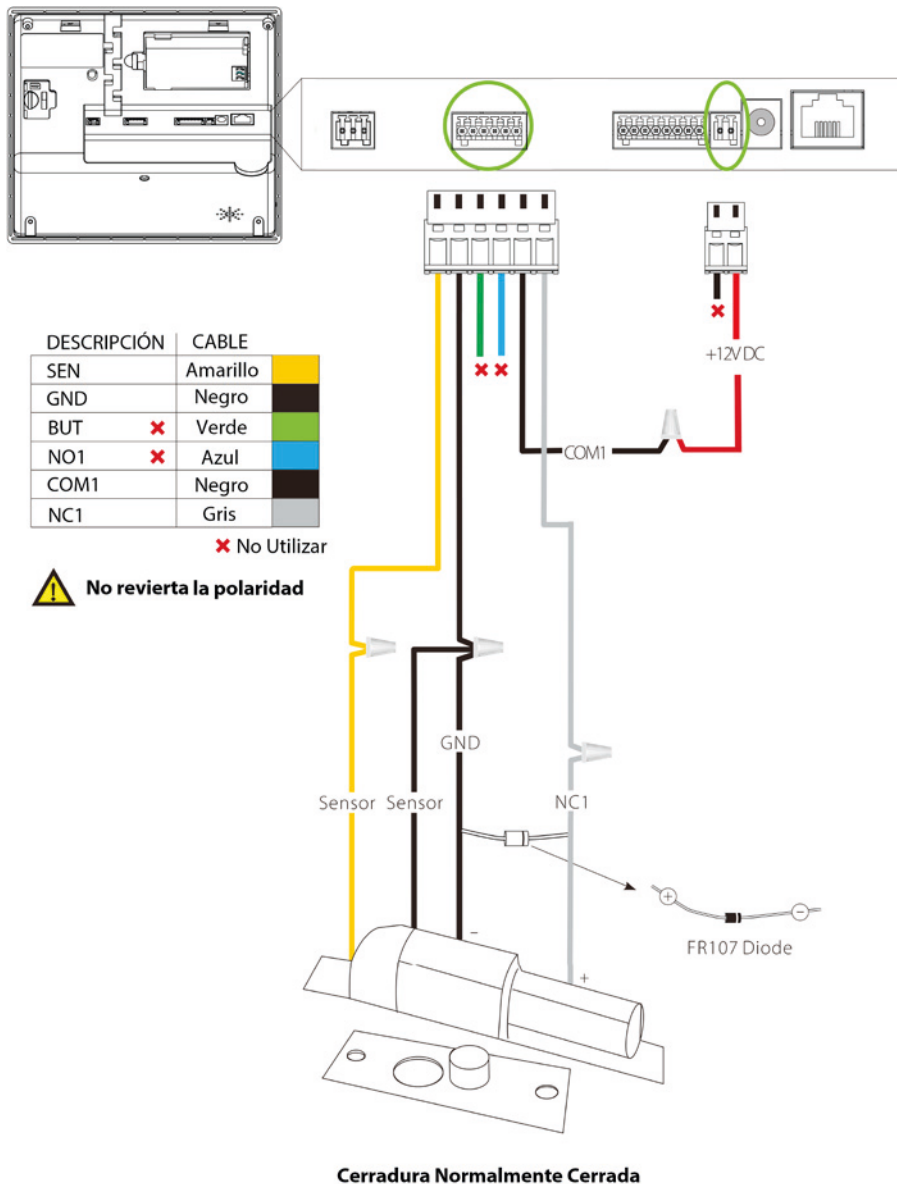 +12V DC
DESCRIPCIÓN CABLE
SEN Amarillo
GND Negro
BUT ✖ Verde
NO1 ✖ Azul
COM1 Negro
NC1 Gris
✖ No Utilizar
No revierta la polaridad
COM1
GND
Sensor Sensor NC1
−
+
+ −
FR107 Diode
Cerradura Normalmente Cerrada